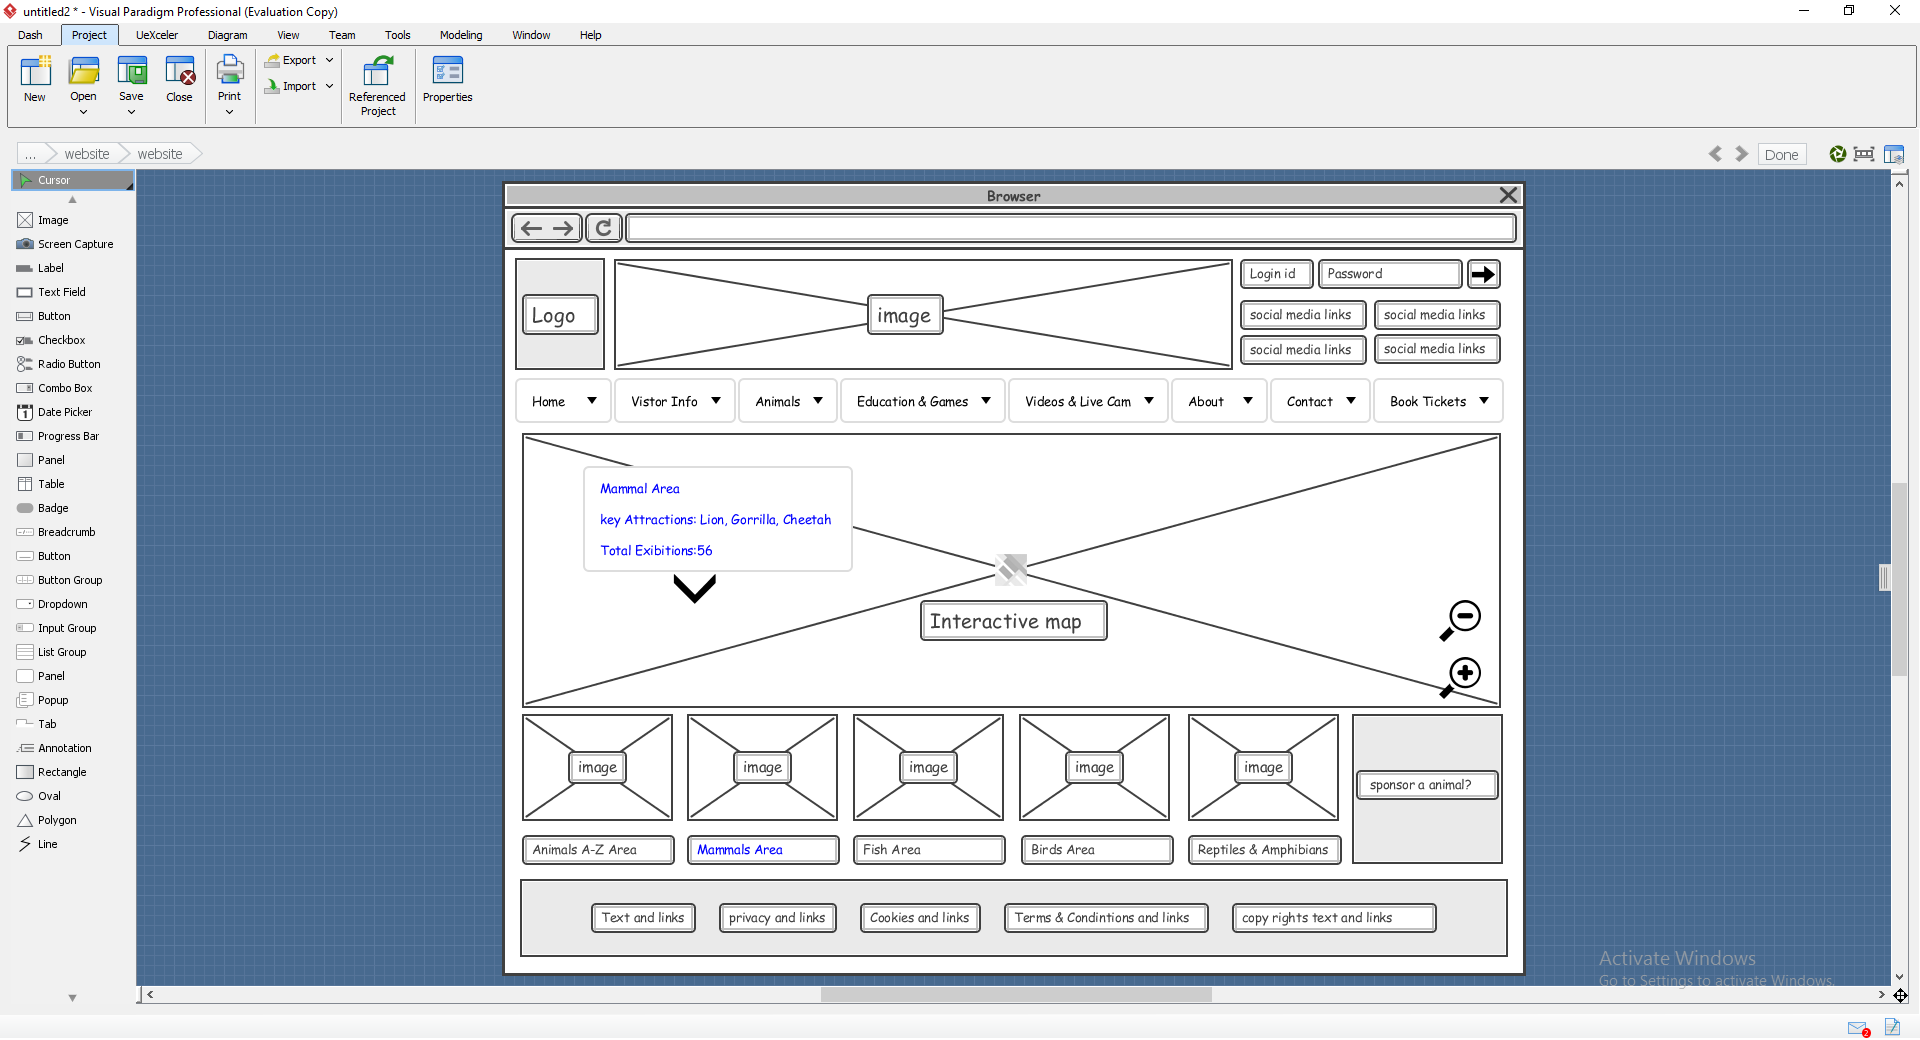 untitled2 * - Visual Paradigm Professional (Evaluation Copy)
Dash Project UeXceler Diagram View Team Tools Modeling Window Help
New Open Save Close Print Export Import Referenced Project Properties
... website website Done
Cursor
Image
Screen Capture
Label
Text Field
Button
Checkbox
Radio Button
Combo Box
Date Picker
Progress Bar
Panel
Table
Badge
Breadcrumb
Button
Button Group
Dropdown
Input Group
List Group
Panel
Popup
Tab
Annotation
Rectangle
Oval
Polygon
Line
Browser
Logo
image
Login id Password
social media links social media links
social media links social media links
Home Vistor Info Animals Education & Games Videos & Live Cam About Contact Book Tickets
Mammal Area
key Attractions: Lion, Gorrilla, Cheetah
Total Exibitions:56
Interactive map
image image image image image
sponsor a animal?
Animals A-Z Area Mammals Area Fish Area Birds Area Reptiles & Amphibians
Text and links privacy and links Cookies and links Terms & Condintions and links copy rights text and links
Activate Windows
Go to Settings to activate Windows.
2